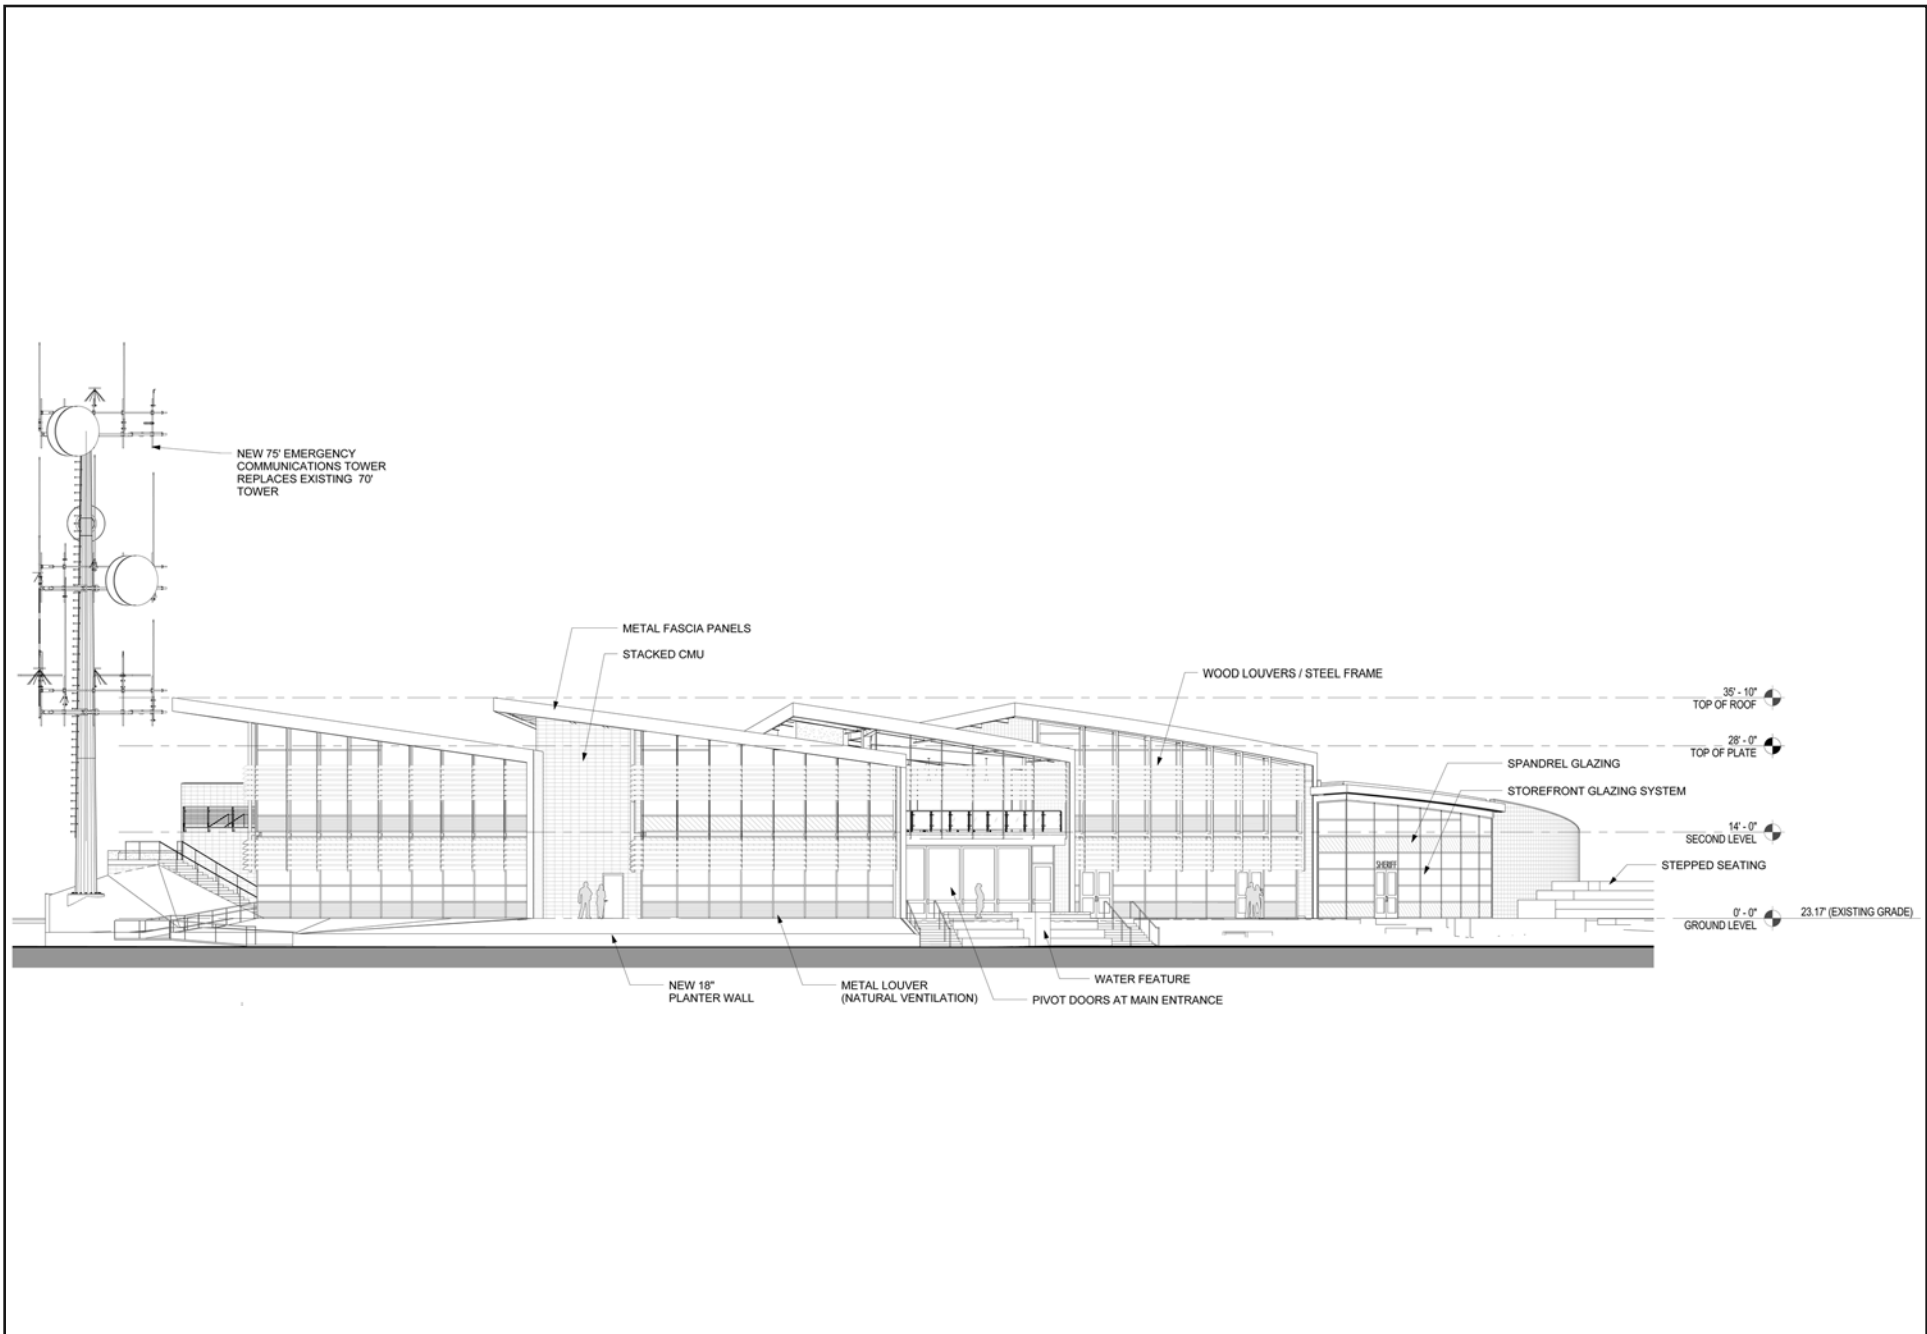 NEW 75' EMERGENCY
COMMUNICATIONS TOWER
REPLACES EXISTING 70'
TOWER
METAL FASCIA PANELS
STACKED CMU
WOOD LOUVERS / STEEL FRAME
35' - 10"
TOP OF ROOF
28' - 0"
TOP OF PLATE
SPANDREL GLAZING
STOREFRONT GLAZING SYSTEM
14' - 0"
SECOND LEVEL
SHERIFF
STEPPED SEATING
0' - 0"
GROUND LEVEL
23.17' (EXISTING GRADE)
NEW 18"
PLANTER WALL
METAL LOUVER
(NATURAL VENTILATION)
WATER FEATURE
PIVOT DOORS AT MAIN ENTRANCE